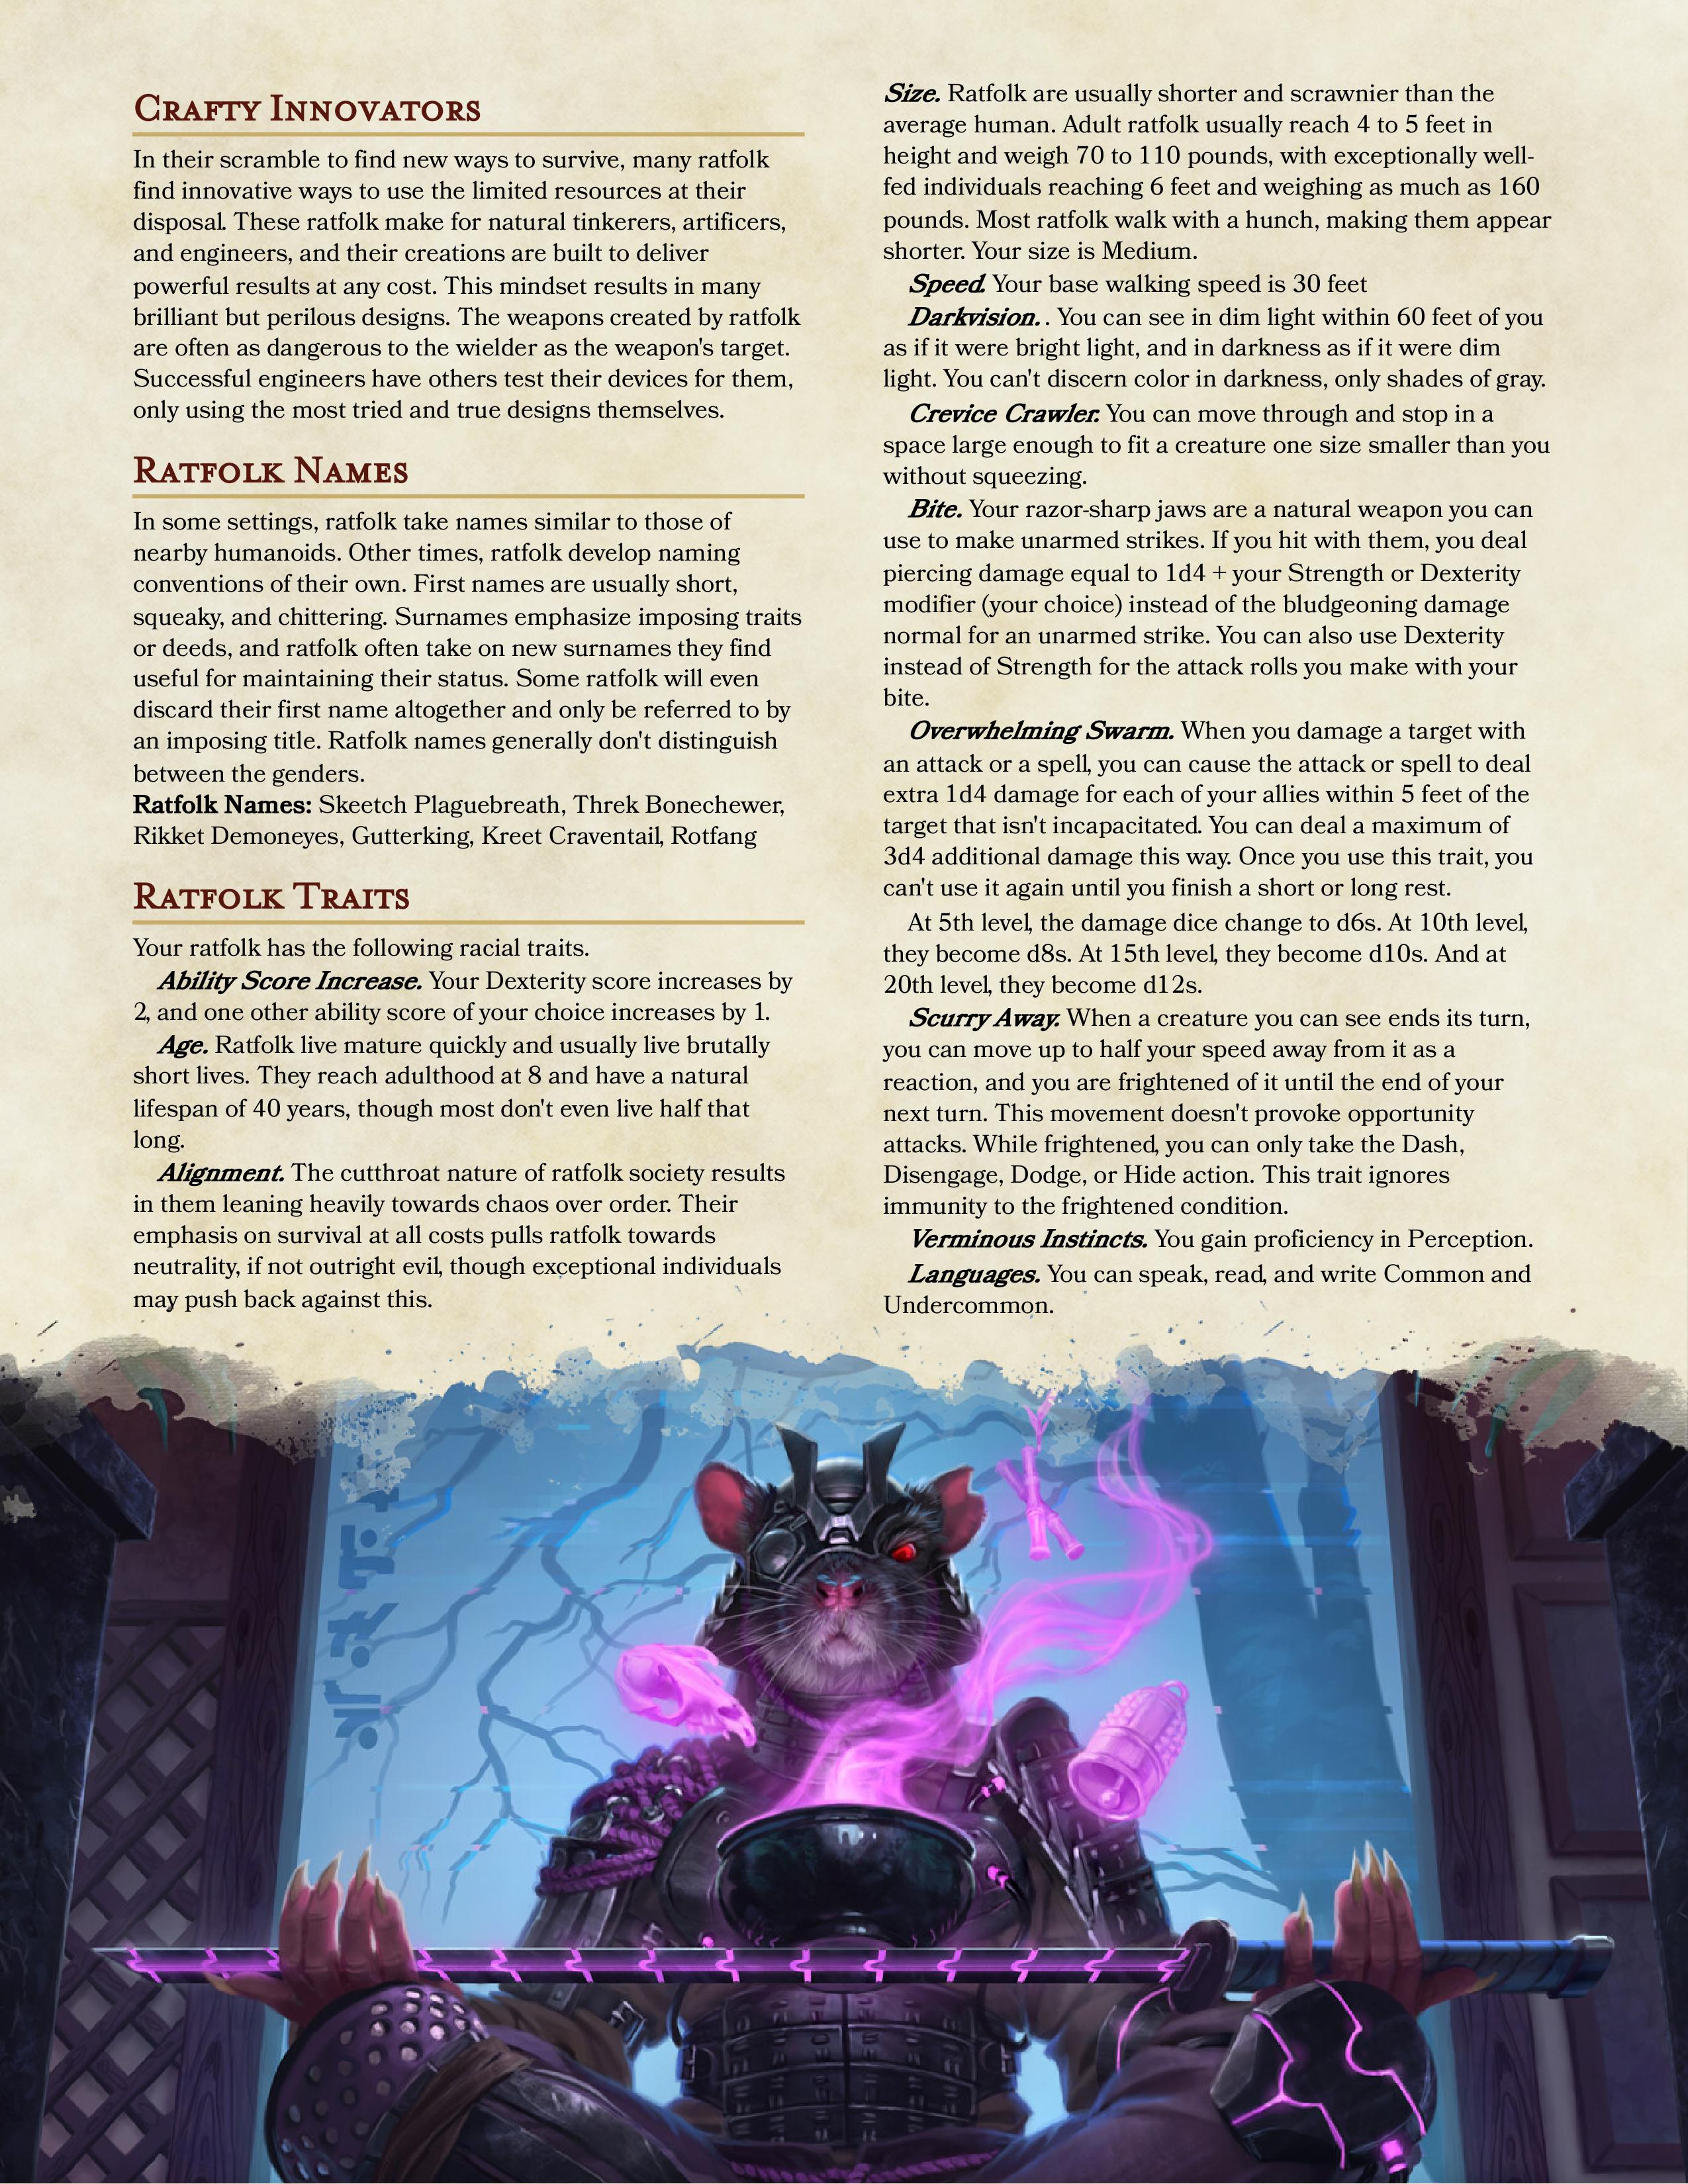 Crafty Innovators
In their scramble to find new ways to survive, many ratfolk
find innovative ways to use the limited resources at their
disposal. These ratfolk make for natural tinkerers, artificers,
and engineers, and their creations are built to deliver
powerful results at any cost. This mindset results in many
brilliant but perilous designs. The weapons created by ratfolk
are often as dangerous to the wielder as the weapon's target.
Successful engineers have others test their devices for them,
only using the most tried and true designs themselves.
Ratfolk Names
In some settings, ratfolk take names similar to those of
nearby humanoids. Other times, ratfolk develop naming
conventions of their own. First names are usually short,
squeaky, and chittering. Surnames emphasize imposing traits
or deeds, and ratfolk often take on new surnames they find
useful for maintaining their status. Some ratfolk will even
discard their first name altogether and only be referred to by
an imposing title. Ratfolk names generally don't distinguish
between the genders.
Ratfolk Names: Skeetch Plaguebreath, Threk Bonechewer,
Rikket Demoneyes, Gutterking, Kreet Craventail, Rotfang
Ratfolk Traits
Your ratfolk has the following racial traits.
Ability Score Increase. Your Dexterity score increases by
2, and one other ability score of your choice increases by 1.
Age. Ratfolk live mature quickly and usually live brutally
short lives. They reach adulthood at 8 and have a natural
lifespan of 40 years, though most don't even live half that
long.
Alignment. The cutthroat nature of ratfolk society results
in them leaning heavily towards chaos over order. Their
emphasis on survival at all costs pulls ratfolk towards
neutrality, if not outright evil, though exceptional individuals
may push back against this.
Size. Ratfolk are usually shorter and scrawnier than the
average human. Adult ratfolk usually reach 4 to 5 feet in
height and weigh 70 to 110 pounds, with exceptionally well-
fed individuals reaching 6 feet and weighing as much as 160
pounds. Most ratfolk walk with a hunch, making them appear
shorter. Your size is Medium.
Speed. Your base walking speed is 30 feet
Darkvision. . You can see in dim light within 60 feet of you
as if it were bright light, and in darkness as if it were dim
light. You can't discern color in darkness, only shades of gray.
Crevice Crawler. You can move through and stop in a
space large enough to fit a creature one size smaller than you
without squeezing.
Bite. Your razor-sharp jaws are a natural weapon you can
use to make unarmed strikes. If you hit with them, you deal
piercing damage equal to 1d4 + your Strength or Dexterity
modifier (your choice) instead of the bludgeoning damage
normal for an unarmed strike. You can also use Dexterity
instead of Strength for the attack rolls you make with your
bite.
Overwhelming Swarm. When you damage a target with
an attack or a spell, you can cause the attack or spell to deal
extra 1d4 damage for each of your allies within 5 feet of the
target that isn't incapacitated. You can deal a maximum of
3d4 additional damage this way. Once you use this trait, you
can't use it again until you finish a short or long rest.
At 5th level, the damage dice change to d6s. At 10th level,
they become d8s. At 15th level, they become d10s. And at
20th level, they become d12s.
Scurry Away. When a creature you can see ends its turn,
you can move up to half your speed away from it as a
reaction, and you are frightened of it until the end of your
next turn. This movement doesn't provoke opportunity
attacks. While frightened, you can only take the Dash,
Disengage, Dodge, or Hide action. This trait ignores
immunity to the frightened condition.
Verminous Instincts. You gain proficiency in Perception.
Languages. You can speak, read, and write Common and
Undercommon.